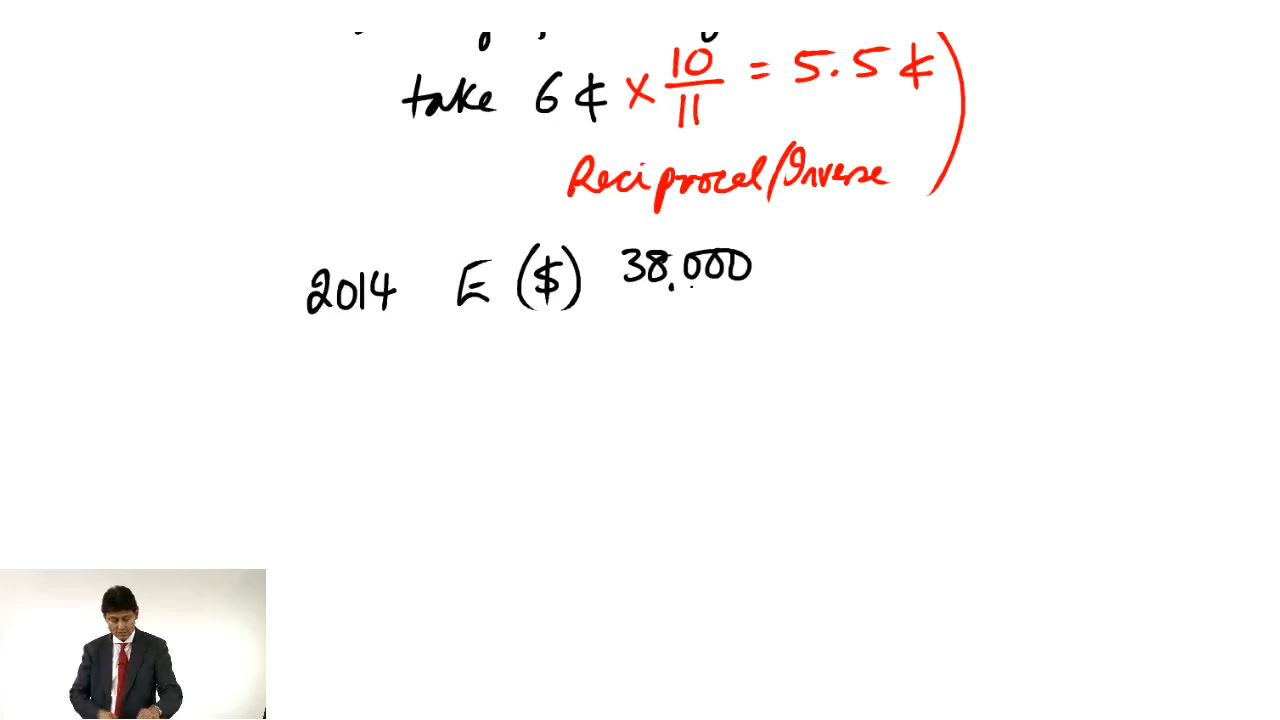 take 6 ¢ × 10/11 = 5.5 ¢)
Reciprocal/Inverse
2014 E ($) 38,000